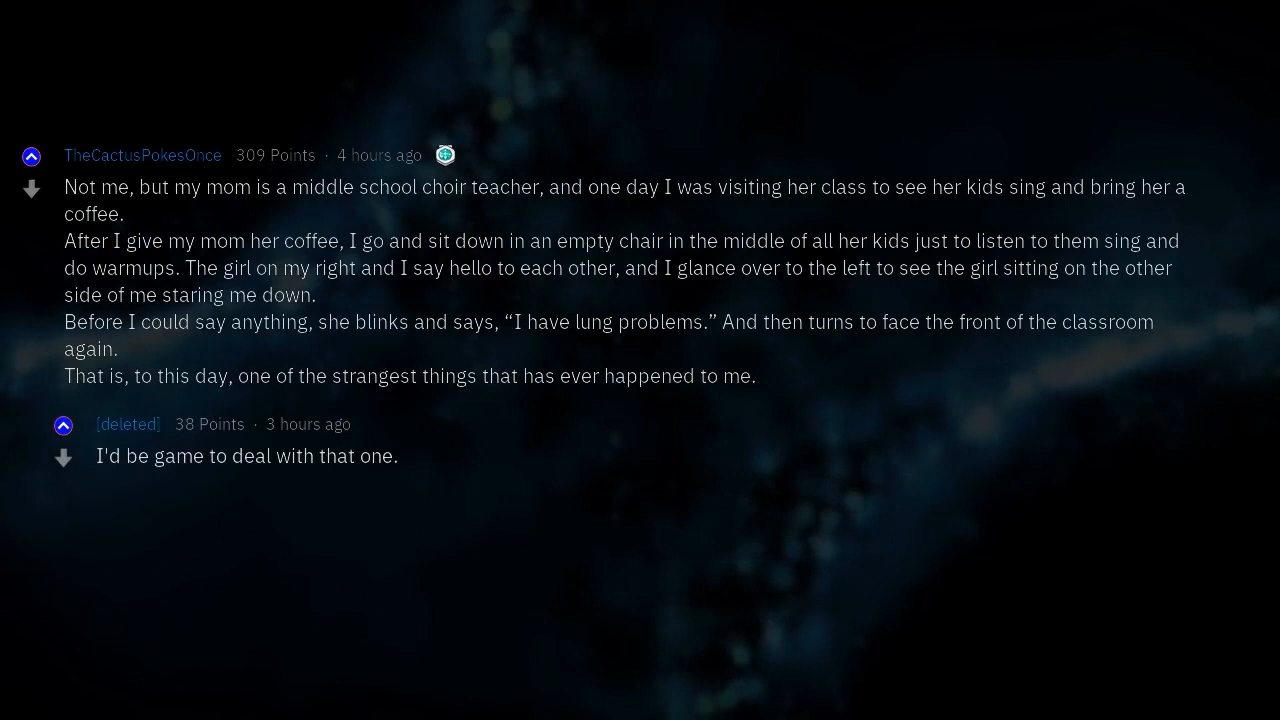 TheCactusPokesOnce 309 Points · 4 hours ago
Not me, but my mom is a middle school choir teacher, and one day I was visiting her class to see her kids sing and bring her a
coffee.
After I give my mom her coffee, I go and sit down in an empty chair in the middle of all her kids just to listen to them sing and
do warmups. The girl on my right and I say hello to each other, and I glance over to the left to see the girl sitting on the other
side of me staring me down.
Before I could say anything, she blinks and says, “I have lung problems.” And then turns to face the front of the classroom
again.
That is, to this day, one of the strangest things that has ever happened to me.
[deleted] 38 Points · 3 hours ago
I'd be game to deal with that one.